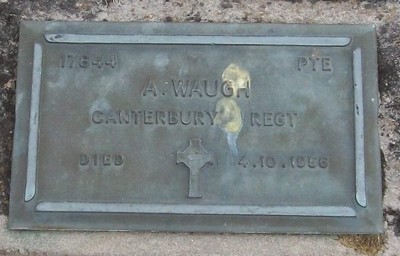 17644 PTE
A. WAUGH
CANTERBURY REGT
DIED 4.10.1956